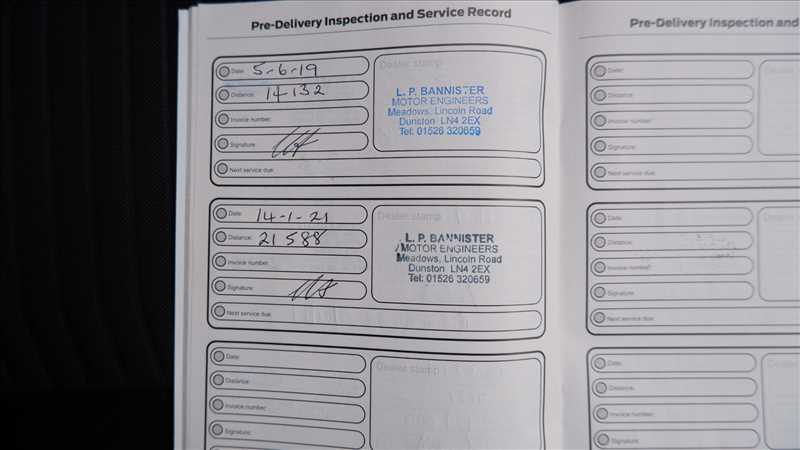 Pre-Delivery Inspection and Service Record
Date: 5-6-19
Distance: 14132
Invoice number:
Signature:
Next service due:
Dealer stamp
L. P. BANNISTER
MOTOR ENGINEERS
Meadows, Lincoln Road
Dunston LN4 2EX
Tel: 01526 320659
Date: 14-1-21
Distance: 21588
Invoice number:
Signature:
Next service due:
Dealer stamp
L. P. BANNISTER
MOTOR ENGINEERS
Meadows, Lincoln Road
Dunston LN4 2EX
Tel: 01526 320659
Date:
Distance:
Invoice number:
Signature:
Dealer stamp
Pre-Delivery Inspection and
Date:
Distance:
Invoice number:
Signature:
Next service due:
Dealer
Date:
Distance:
Invoice number:
Signature:
Next service due:
Dealer
Date:
Distance:
Invoice number:
Signature:
Dealer